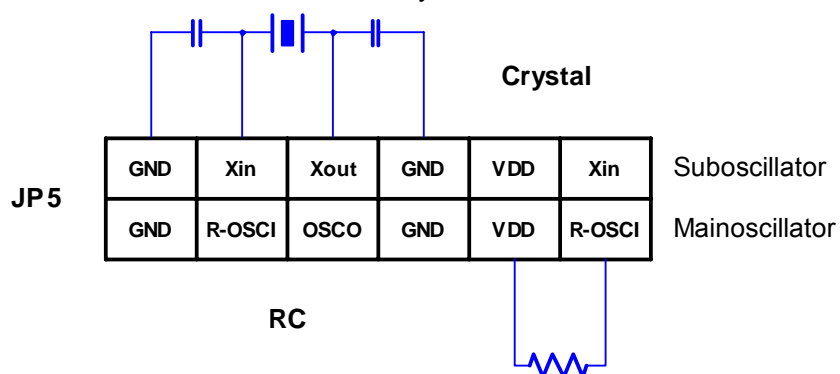 Crystal
GND Xin Xout GND VDD Xin Suboscillator
JP5
GND R-OSCI OSCO GND VDD R-OSCI Mainoscillator
RC